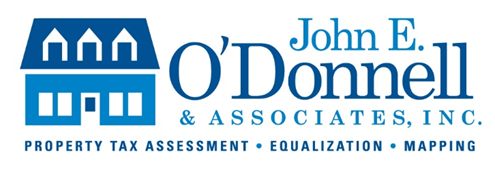 John E.
O'Donnell
& ASSOCIATES, INC.
PROPERTY TAX ASSESSMENT • EQUALIZATION • MAPPING